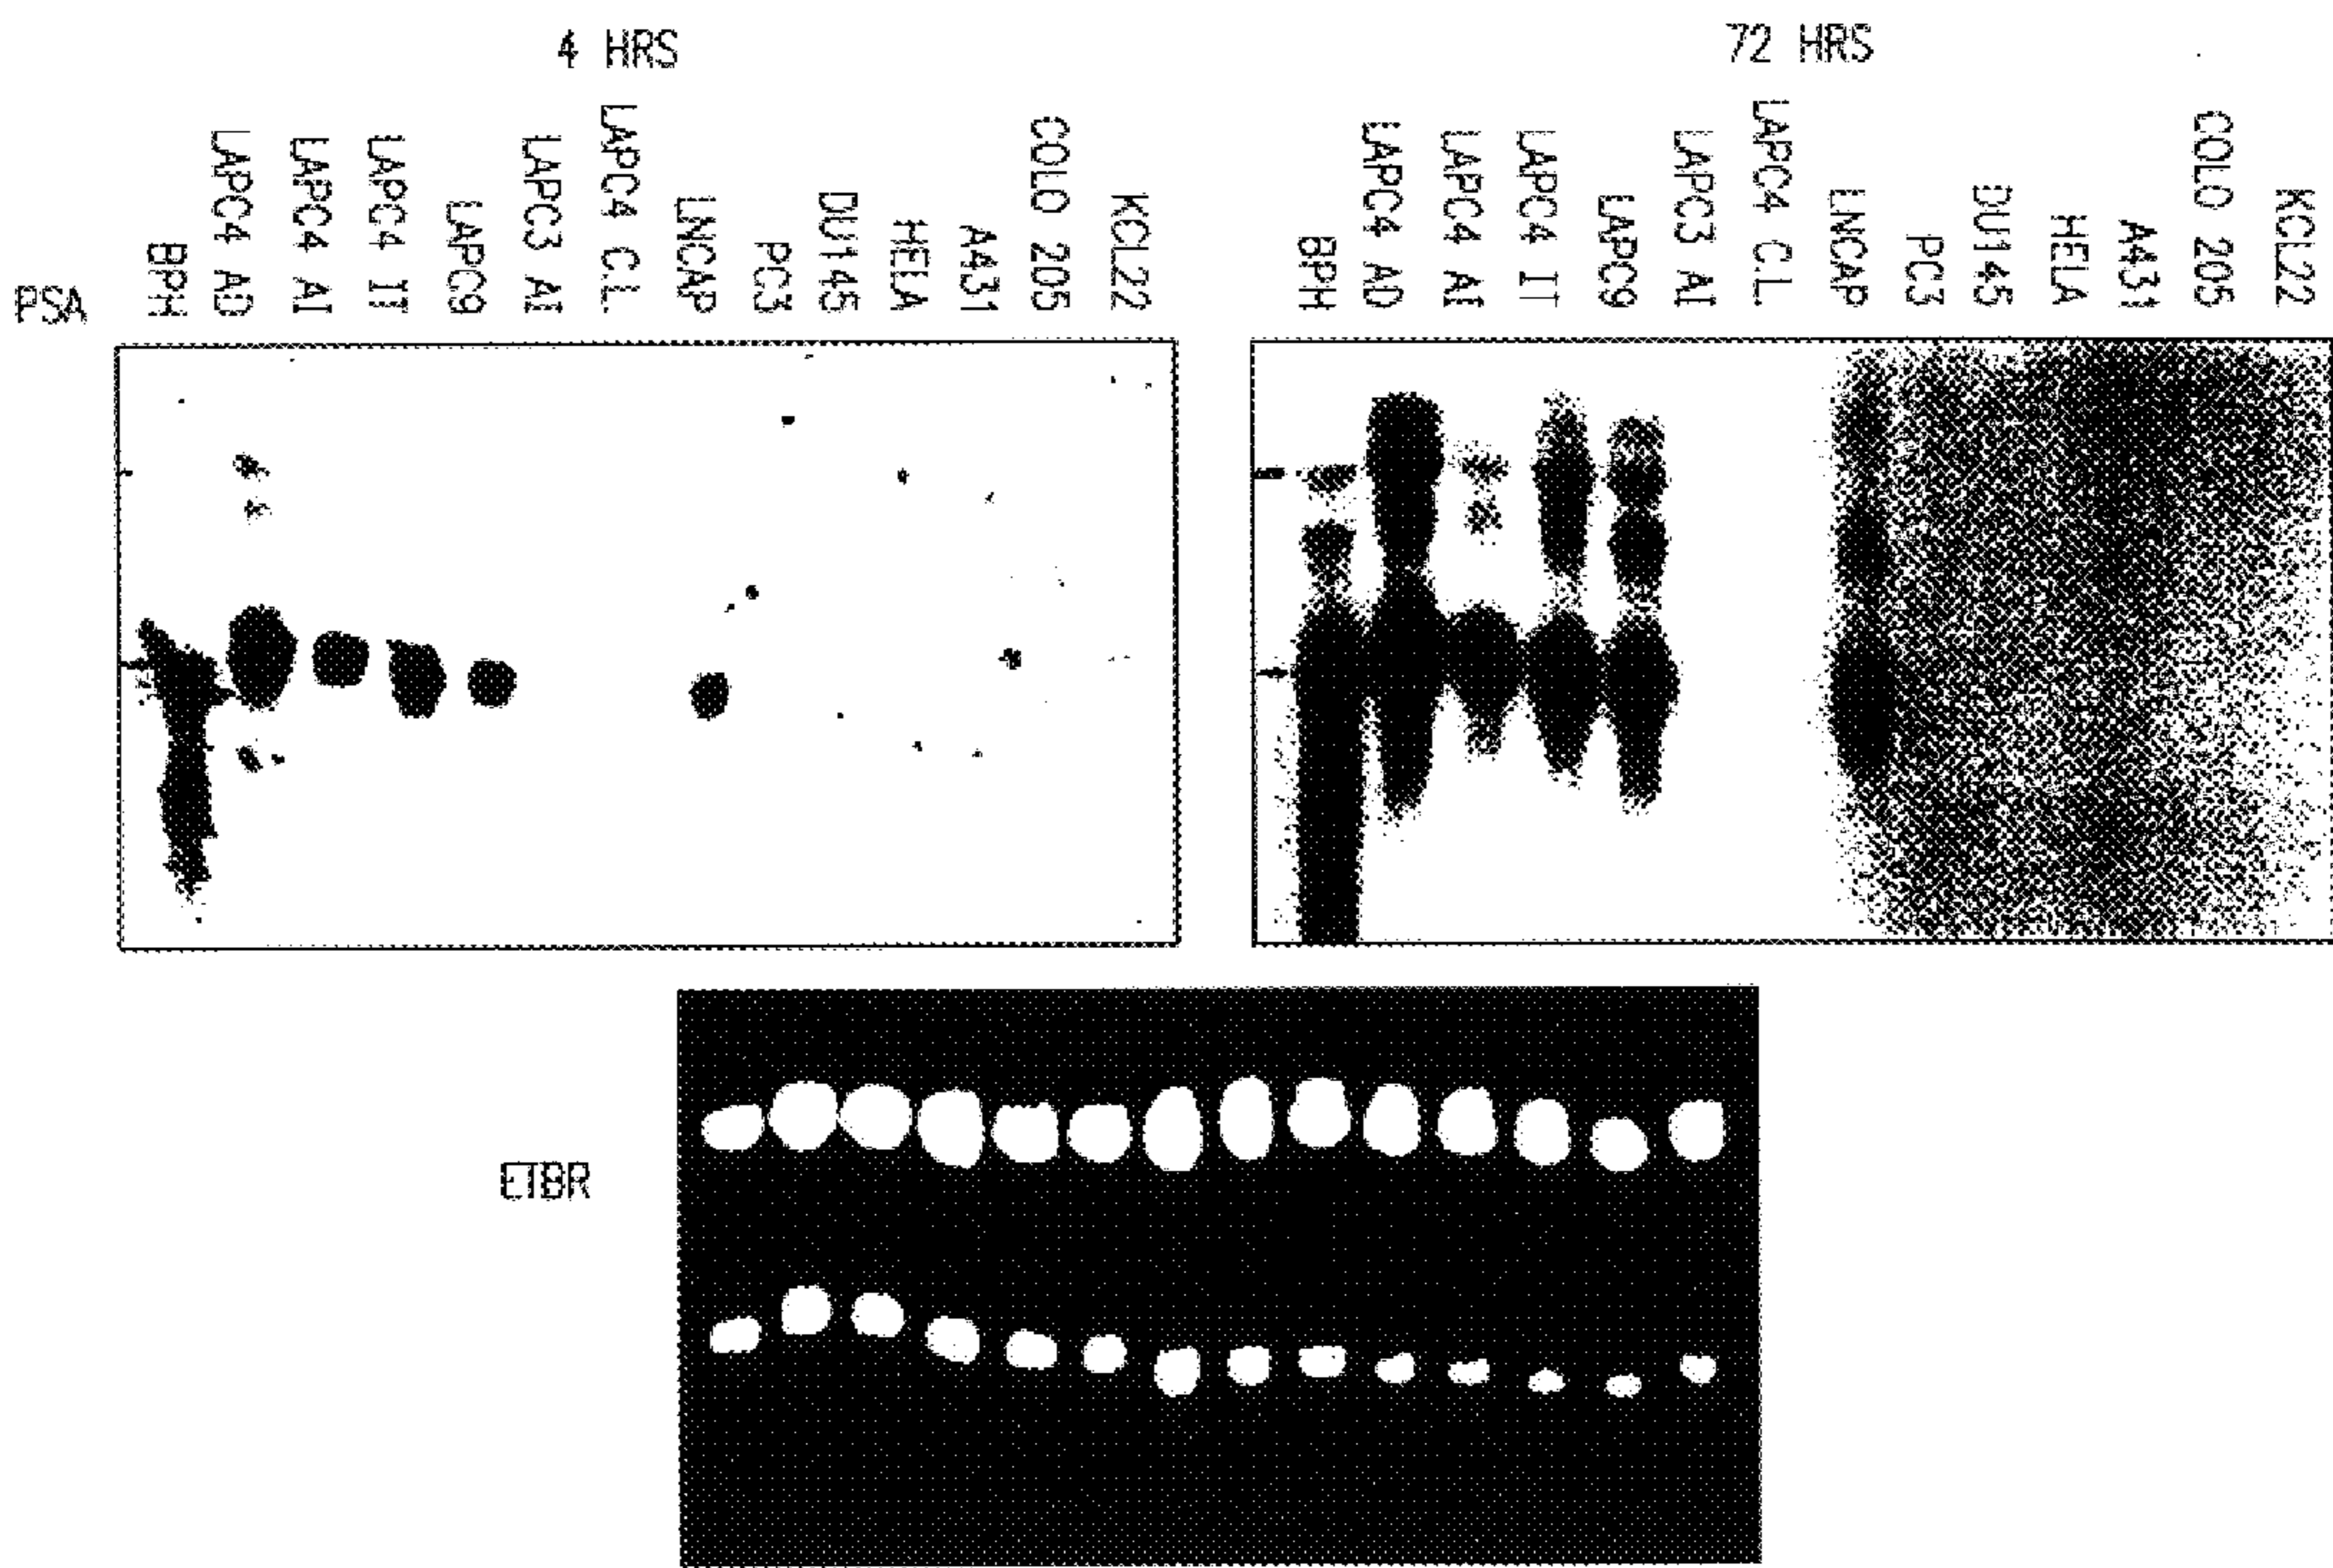 4 HRS
72 HRS
PSA
BPH
LAPC4 AD
LAPC4 AI
LAPC4 IT
LAPC9
LAPC3 AI
LAPC4 C.L.
LNCAP
PC3
DU145
HELA
A431
COLO 205
KCL22
BPH
LAPC4 AD
LAPC4 AI
LAPC4 IT
LAPC9
LAPC3 AI
LAPC4 C.L.
LNCAP
PC3
DU145
HELA
A431
COLO 205
KCL22
ETBR